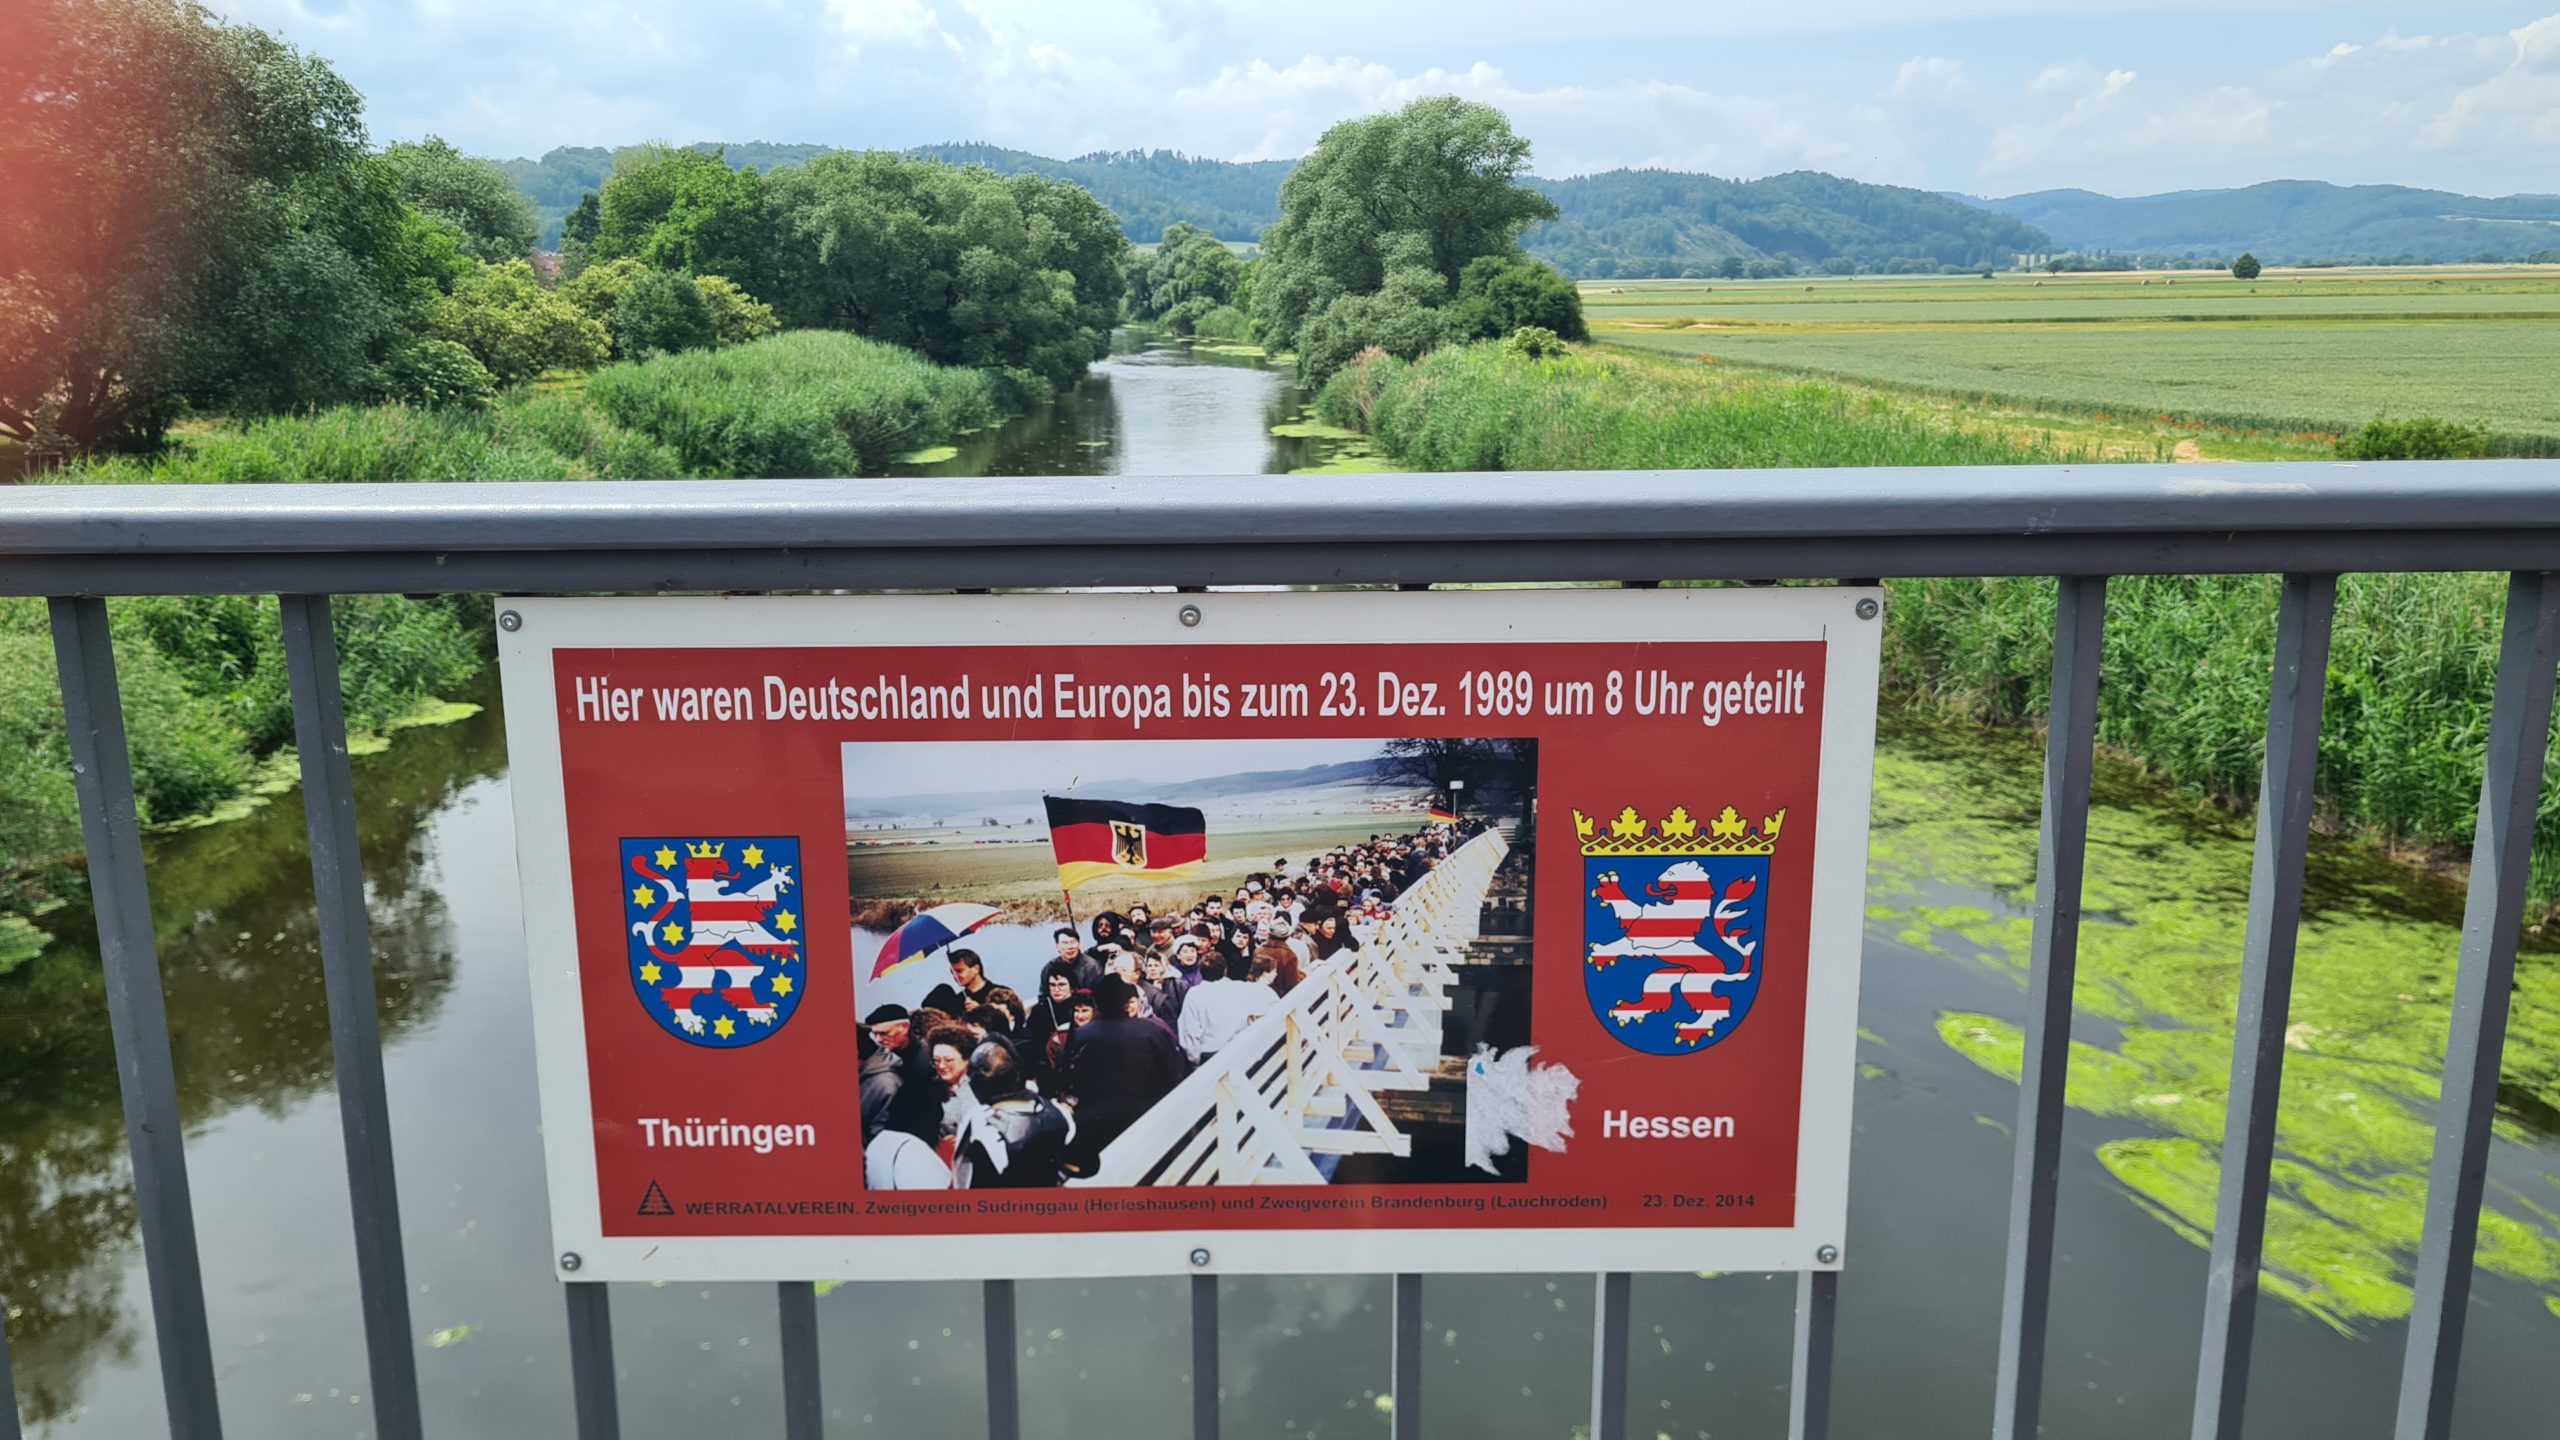 Hier waren Deutschland und Europa bis zum 23. Dez. 1989 um 8 Uhr geteilt
Thüringen
Hessen
WERRATALVEREIN, Zweigverein Südringgau (Herleshausen) und Zweigverein Brandenburg (Lauchröden) 23. Dez. 2014